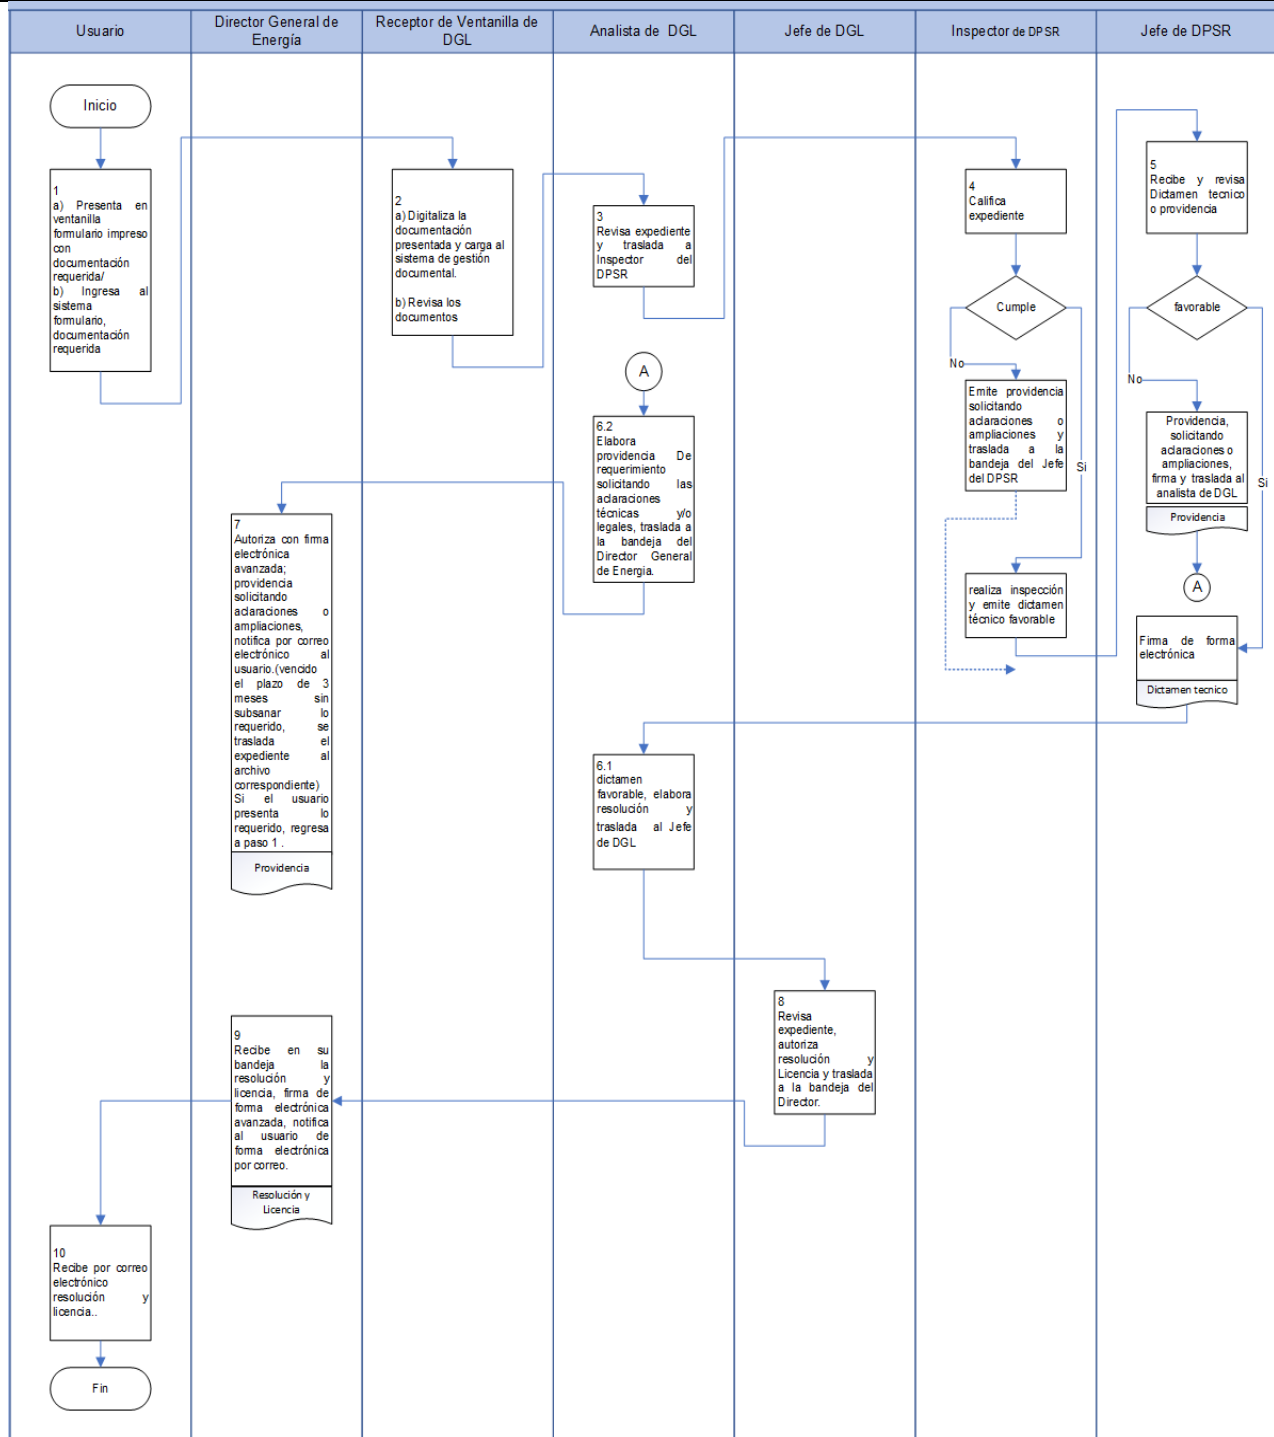 Usuario
Director General de
Energía
Receptor de Ventanilla de
DGL
Analista de DGL
Jefe de DGL
Inspector de DPSR
Jefe de DPSR
Inicio
1
a) Presenta en
ventanilla
formulario impreso
con
documentación
requerida/
b) Ingresa al
sistema
formulario,
documentación
requerida
2
a) Digitaliza la
documentación
presentada y carga al
sistema de gestión
documental.
b) Revisa los
documentos
3
Revisa expediente
y traslada a
Inspector del
DPSR
4
Califica
expediente
Cumple
No
Si
Emite providencia
solicitando
aclaraciones o
ampliaciones y
traslada a la
bandeja del Jefe
del DPSR
realiza inspección
y emite dictamen
técnico favorable
5
Recibe y revisa
Dictamen tecnico
o providencia
favorable
No
Si
Providencia,
solicitando
aclaraciones o
ampliaciones,
firma y traslada al
analista de DGL
Providencia
A
Firma de forma
electrónica
Dictamen tecnico
A
6.2
Elabora
providencia De
requerimiento
solicitando las
aclaraciones
técnicas y/o
legales, traslada a
la bandeja del
Director General
de Energia.
7
Autoriza con firma
electrónica
avanzada;
providencia
solicitando
aclaraciones o
ampliaciones,
notifica por correo
electrónico al
usuario.(vencido
el plazo de 3
meses sin
subsanar lo
requerido, se
traslada el
expediente al
archivo
correspondiente)
Si el usuario
presenta lo
requerido, regresa
a paso 1 .
Providencia
6.1
dictamen
favorable, elabora
resolución y
traslada al Jefe
de DGL
8
Revisa
expediente,
autoriza
resolución y
Licencia y traslada
a la bandeja del
Director.
9
Recibe en su
bandeja la
resolución y
licencia, firma de
forma electrónica
avanzada, notifica
al usuario de
forma electrónica
por correo.
Resolución y
Licencia
10
Recibe por correo
electrónico
resolución y
licencia..
Fin